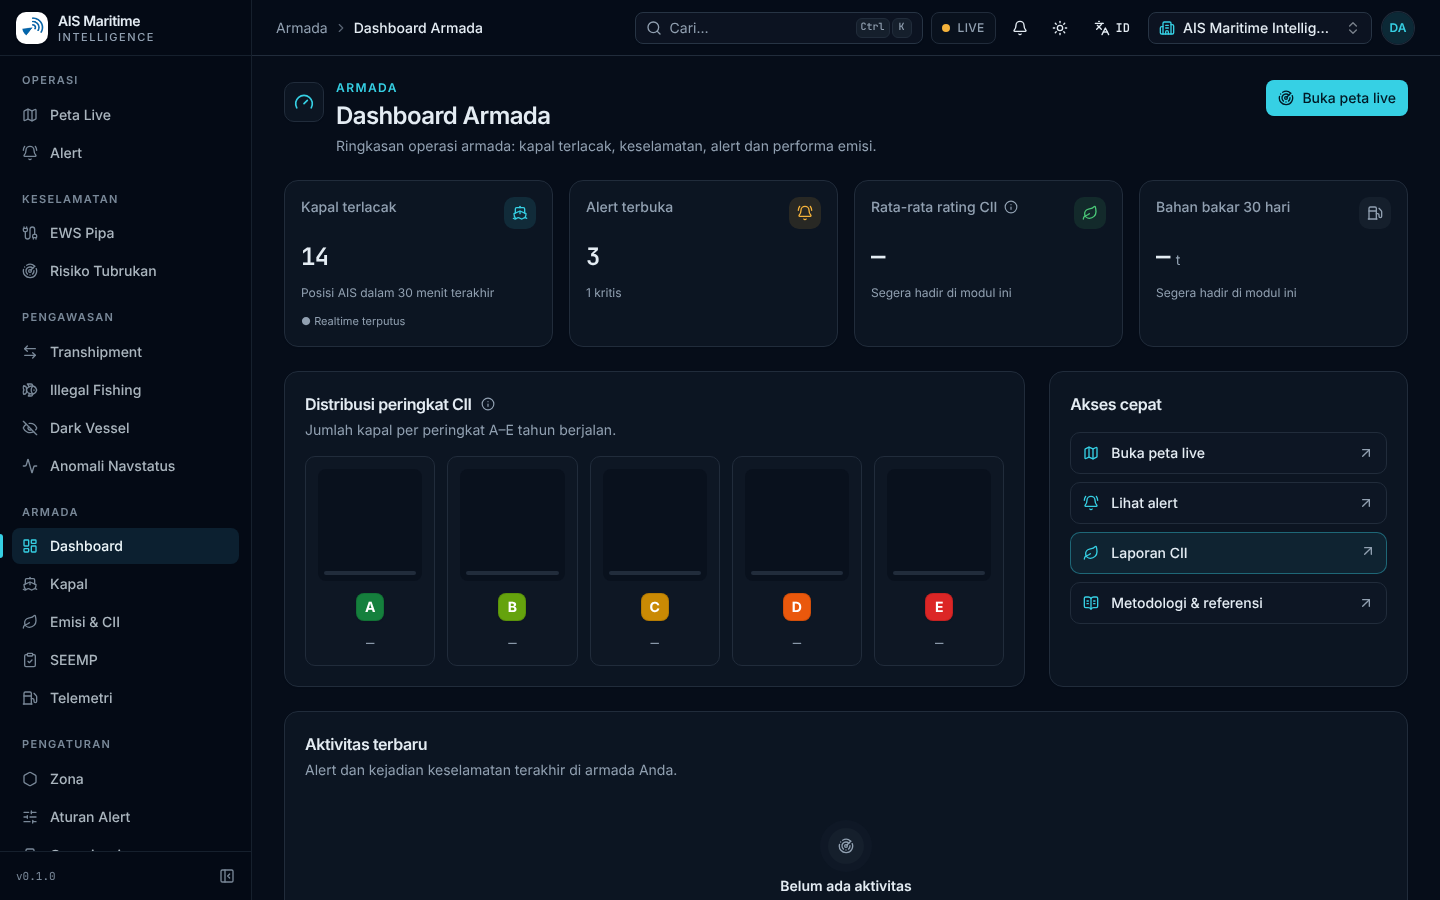 AIS Maritime
INTELLIGENCE
OPERASI
Peta Live
Alert
KESELAMATAN
EWS Pipa
Risiko Tubrukan
PENGAWASAN
Transhipment
Illegal Fishing
Dark Vessel
Anomali Navstatus
ARMADA
Dashboard
Kapal
Emisi & CII
SEEMP
Telemetri
PENGATURAN
Zona
Aturan Alert
v0.1.0
Armada > Dashboard Armada
Cari... Ctrl K
LIVE
ID
AIS Maritime Intellig...
DA
ARMADA
Dashboard Armada
Ringkasan operasi armada: kapal terlacak, keselamatan, alert dan performa emisi.
Buka peta live
Kapal terlacak
14
Posisi AIS dalam 30 menit terakhir
Realtime terputus
Alert terbuka
3
1 kritis
Rata-rata rating CII
–
Segera hadir di modul ini
Bahan bakar 30 hari
– t
Segera hadir di modul ini
Distribusi peringkat CII
Jumlah kapal per peringkat A–E tahun berjalan.
A B C D E
– – – – –
Akses cepat
Buka peta live
Lihat alert
Laporan CII
Metodologi & referensi
Aktivitas terbaru
Alert dan kejadian keselamatan terakhir di armada Anda.
Belum ada aktivitas